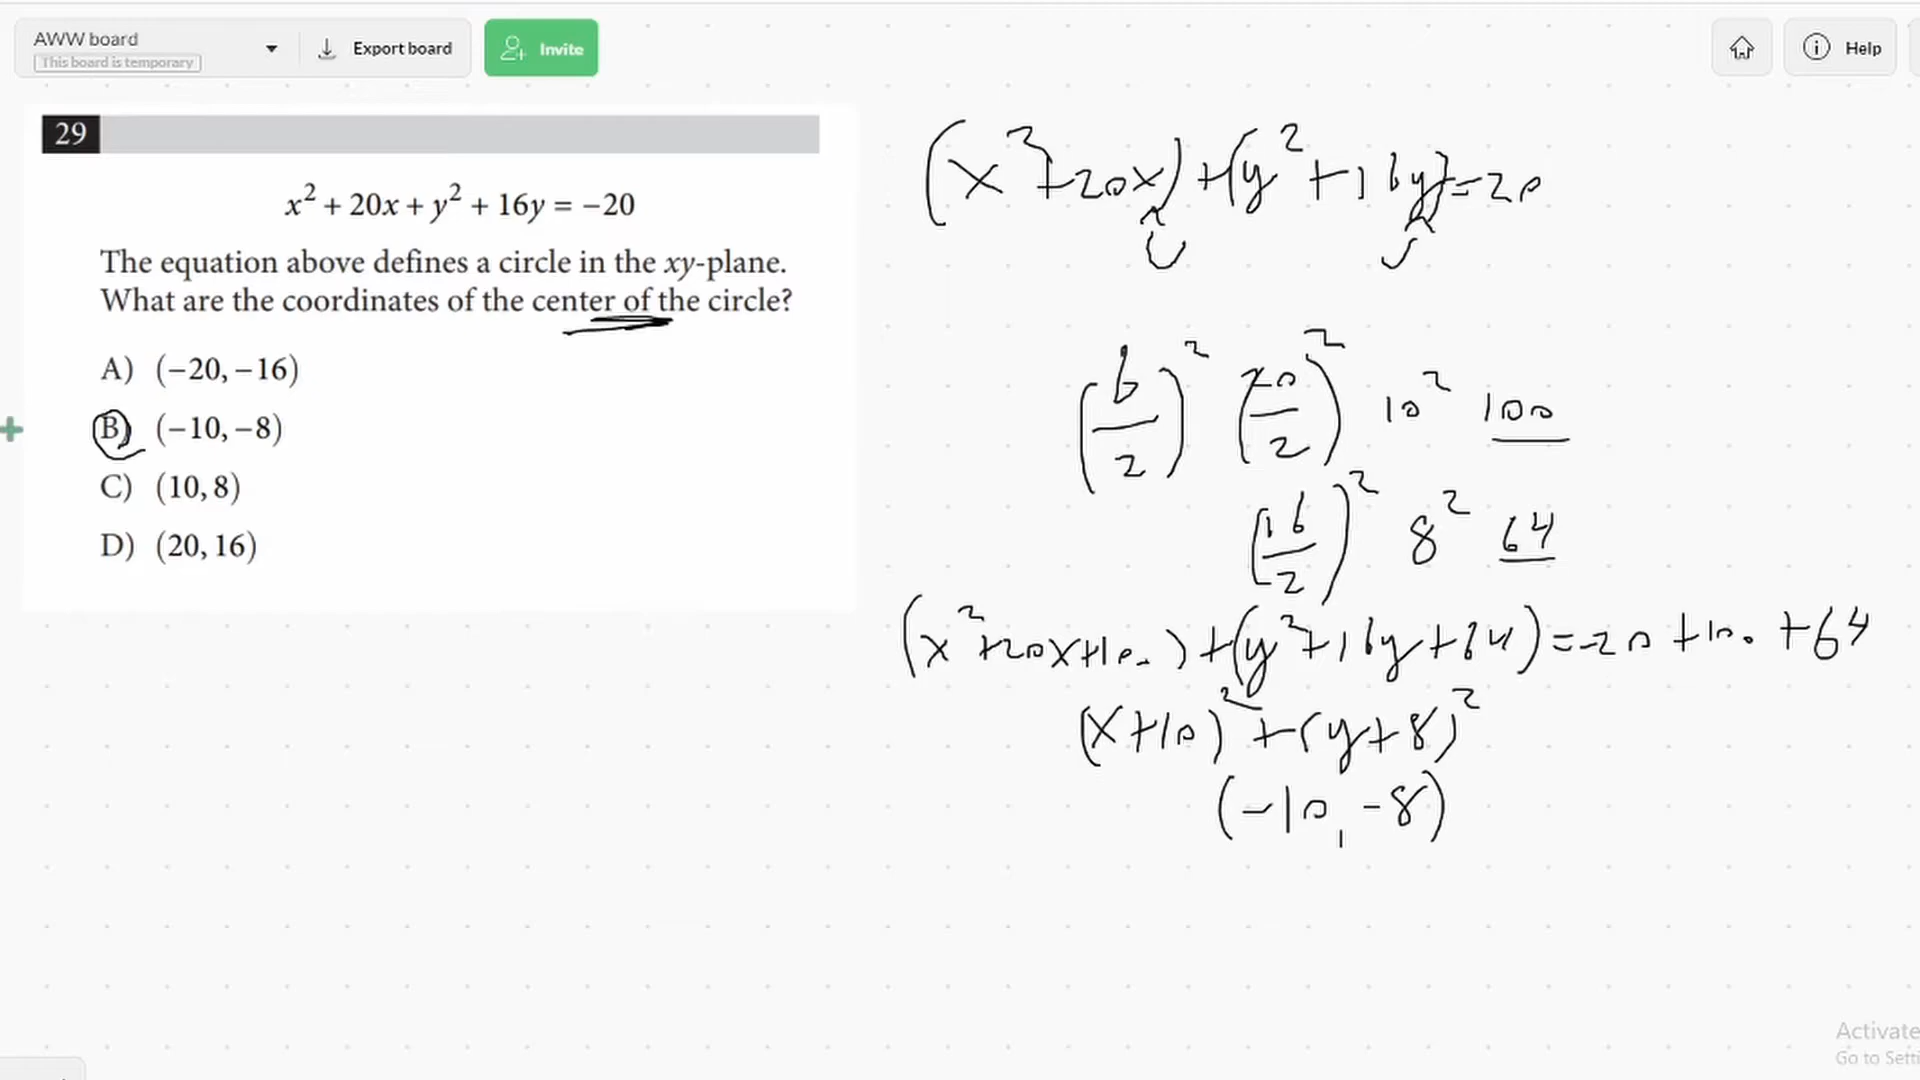 AWW board
This board is temporary
Export board
Invite
Help
29
x² + 20x + y² + 16y = −20
The equation above defines a circle in the xy-plane.
What are the coordinates of the center of the circle?
A) (−20, −16)
B) (−10, −8)
C) (10, 8)
D) (20, 16)
(x²+20x)+(y²+16y)=-20
(b/2)² (20/2)² 10² 100
(16/2)² 8² 64
(x²+20x+100)+(y²+16y+64)=-20+100+64
(x+10)²+(y+8)²
(-10,-8)
Activate
Go to Setti